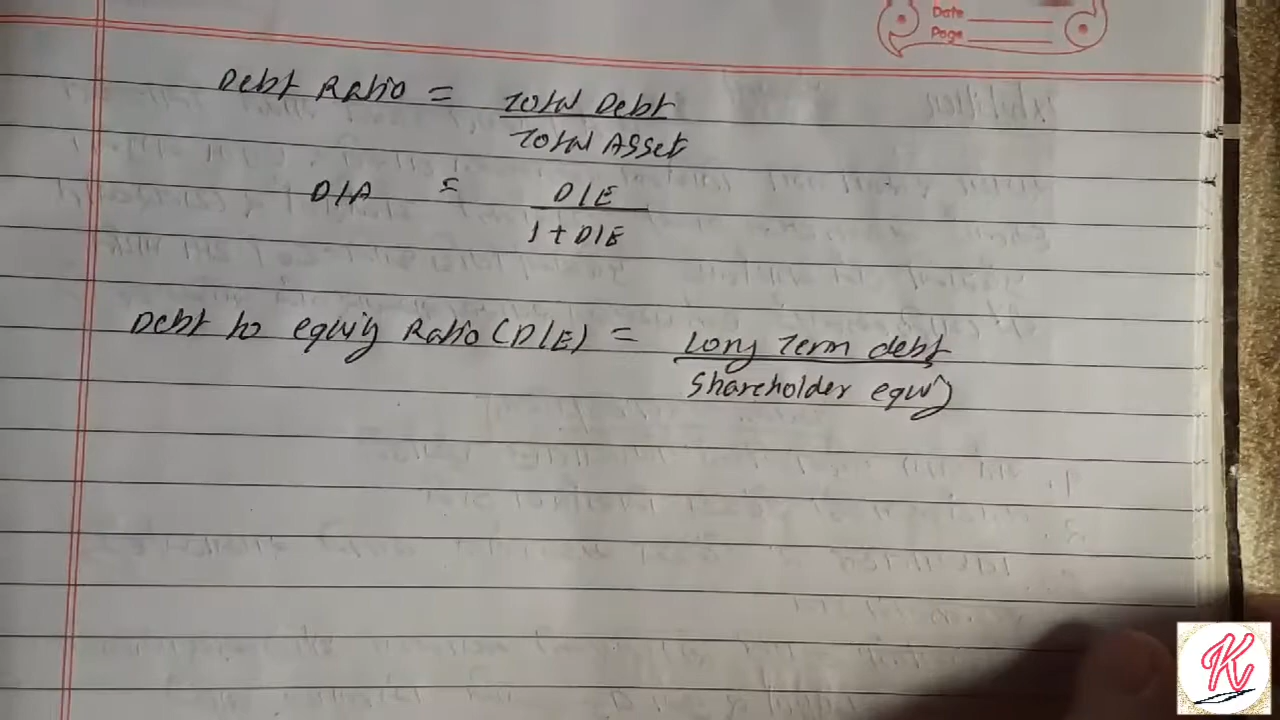 Date
Page
Debt Ratio = Total Debt
Total Asset
D/A = D/E
1 + D/E
Debt to equity Ratio (D/E) = Long Term debt
Shareholder equity
K